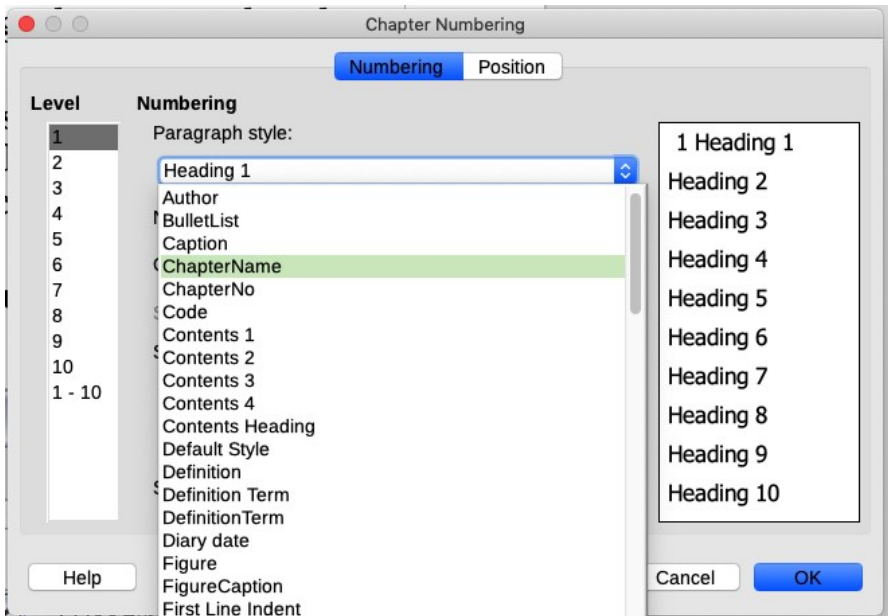 Chapter Numbering
Numbering
Position
Level
Numbering
1
2
3
4
5
6
7
8
9
10
1 - 10
Paragraph style:
Heading 1
Author
BulletList
Caption
ChapterName
ChapterNo
Code
Contents 1
Contents 2
Contents 3
Contents 4
Contents Heading
Default Style
Definition
Definition Term
DefinitionTerm
Diary date
Figure
FigureCaption
First Line Indent
1 Heading 1
Heading 2
Heading 3
Heading 4
Heading 5
Heading 6
Heading 7
Heading 8
Heading 9
Heading 10
Help
Cancel
OK